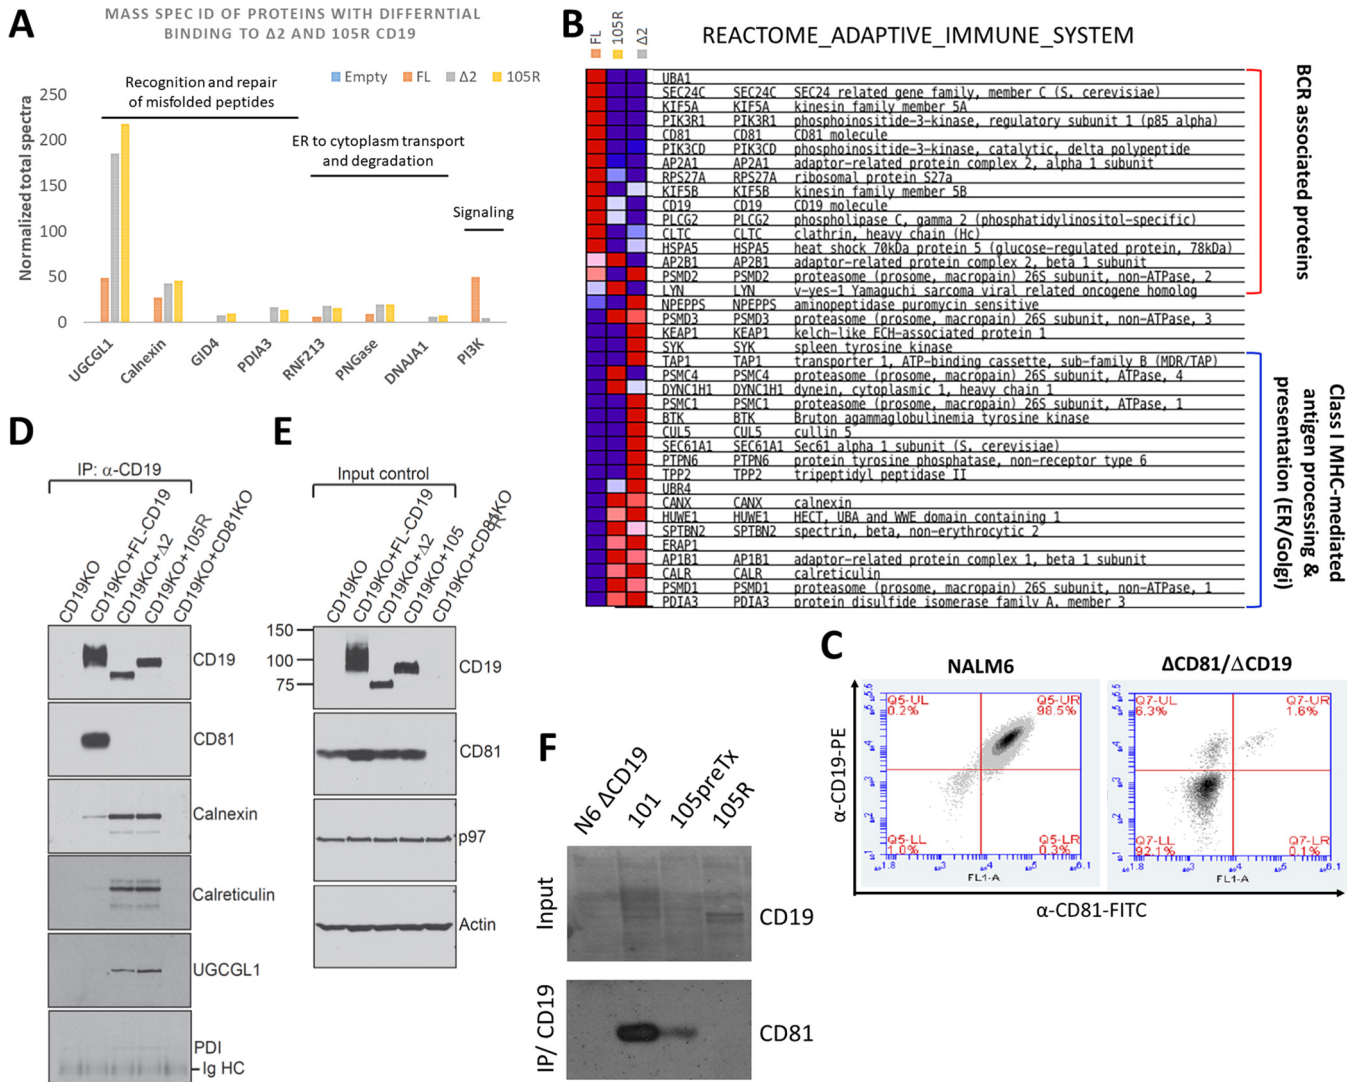 A
MASS SPEC ID OF PROTEINS WITH DIFFERNTIAL
BINDING TO Δ2 AND 105R CD19
Empty FL Δ2 105R
Recognition and repair
of misfolded peptides
ER to cytoplasm transport
and degradation
Signaling
Normalized total spectra
250
200
150
100
50
0
UGCGL1 Calnexin GID4 PDIA3 RNF213 PNGase DNAJA1 PI3K
B
FL 105R Δ2
REACTOME_ADAPTIVE_IMMUNE_SYSTEM
UBA1
SEC24C SEC24C SEC24 related gene family, member C (S. cerevisiae)
KIF5A KIF5A kinesin family member 5A
PIK3R1 PIK3R1 phosphoinositide-3-kinase, regulatory subunit 1 (p85 alpha)
CD81 CD81 CD81 molecule
PIK3CD PIK3CD phosphoinositide-3-kinase, catalytic, delta polypeptide
AP2A1 AP2A1 adaptor-related protein complex 2, alpha 1 subunit
RPS27A RPS27A ribosomal protein S27a
KIF5B KIF5B kinesin family member 5B
CD19 CD19 CD19 molecule
PLCG2 PLCG2 phospholipase C, gamma 2 (phosphatidylinositol-specific)
CLTC CLTC clathrin, heavy chain (Hc)
HSPA5 HSPA5 heat shock 70kDa protein 5 (glucose-regulated protein, 78kDa)
AP2B1 AP2B1 adaptor-related protein complex 2, beta 1 subunit
PSMD2 PSMD2 proteasome (prosome, macropain) 26S subunit, non-ATPase, 2
LYN LYN v-yes-1 Yamaguchi sarcoma viral related oncogene homolog
NPEPPS NPEPPS aminopeptidase puromycin sensitive
PSMD3 PSMD3 proteasome (prosome, macropain) 26S subunit, non-ATPase, 3
KEAP1 KEAP1 kelch-like ECH-associated protein 1
SYK SYK spleen tyrosine kinase
TAP1 TAP1 transporter 1, ATP-binding cassette, sub-family B (MDR/TAP)
PSMC4 PSMC4 proteasome (prosome, macropain) 26S subunit, ATPase, 4
DYNC1H1 DYNC1H1 dynein, cytoplasmic 1, heavy chain 1
PSMC1 PSMC1 proteasome (prosome, macropain) 26S subunit, ATPase, 1
BTK BTK Bruton agammaglobulinemia tyrosine kinase
CUL5 CUL5 cullin 5
SEC61A1 SEC61A1 Sec61 alpha 1 subunit (S. cerevisiae)
PTPN6 PTPN6 protein tyrosine phosphatase, non-receptor type 6
TPP2 TPP2 tripeptidyl peptidase II
UBR4
CANX CANX calnexin
HUWE1 HUWE1 HECT, UBA and WWE domain containing 1
SPTBN2 SPTBN2 spectrin, beta, non-erythrocytic 2
ERAP1
AP1B1 AP1B1 adaptor-related protein complex 1, beta 1 subunit
CALR CALR calreticulin
PSMD1 PSMD1 proteasome (prosome, macropain) 26S subunit, non-ATPase, 1
PDIA3 PDIA3 protein disulfide isomerase family A, member 3
BCR associated proteins
Class I MHC-mediated
antigen processing &
presentation (ER/Golgi)
C
NALM6
Q5-UL
0.2%
Q5-UR
98.5%
Q5-LL
1.0%
Q5-LR
0.3%
FL1-A
ΔCD81/ΔCD19
Q7-UL
6.3%
Q7-UR
1.6%
Q7-LL
92.1%
Q7-LR
0.1%
FL1-A
α-CD19-PE
α-CD81-FITC
D
IP: α-CD19
CD19KO
CD19KO+FL-CD19
CD19KO+Δ2
CD19KO+105R
CD19KO+CD81KO
CD19
CD81
Calnexin
Calreticulin
UGCGL1
PDI
Ig HC
E
Input control
CD19KO
CD19KO+FL-CD19
CD19KO+Δ2
CD19KO+105
R
CD19KO+CD81KO
150
100
75
CD19
CD81
p97
Actin
F
N6 ΔCD19
101
105preTx
105R
Input
CD19
IP/ CD19
CD81